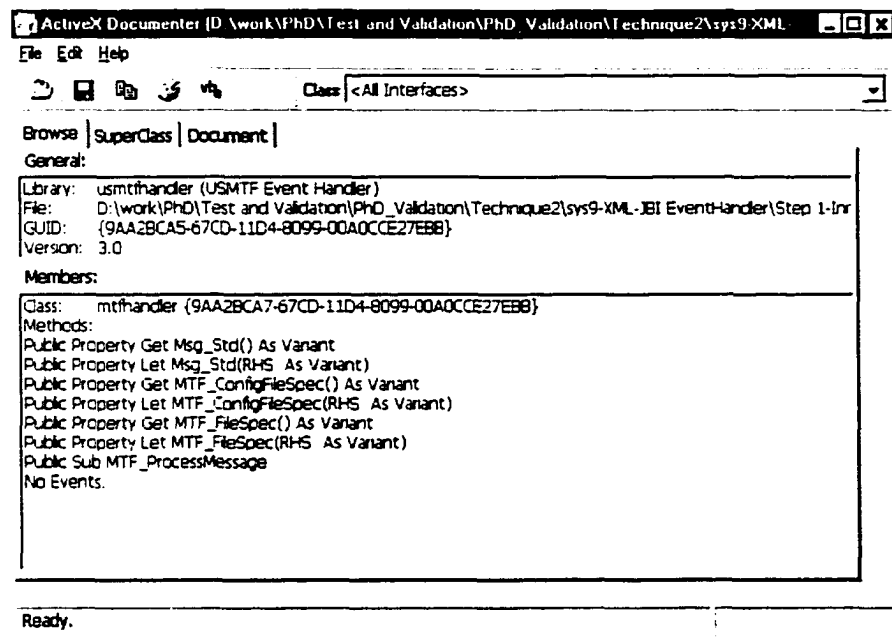 ActiveX Documenter [D:\work\PhD\Test and Validation\PhD_Validation\Technique2\sys9-XML-
File Edit Help
Class <All Interfaces>
Browse SuperClass Document
General:
Library: usmtfhandler (USMTF Event Handler)
File: D:\work\PhD\Test and Validation\PhD_Validation\Technique2\sys9-XML-JBI EventHandler\Step 1-Inr
GUID: {9AA2BCA5-67CD-11D4-8099-00A0CCE27EBB}
Version: 3.0
Members:
Class: mtfhandler {9AA2BCA7-67CD-11D4-8099-00A0CCE27EBB}
Methods:
Public Property Get Msg_Std() As Variant
Public Property Let Msg_Std(RHS As Variant)
Public Property Get MTF_ConfigFileSpec() As Variant
Public Property Let MTF_ConfigFileSpec(RHS As Variant)
Public Property Get MTF_FileSpec() As Variant
Public Property Let MTF_FileSpec(RHS As Variant)
Public Sub MTF_ProcessMessage
No Events.
Ready.